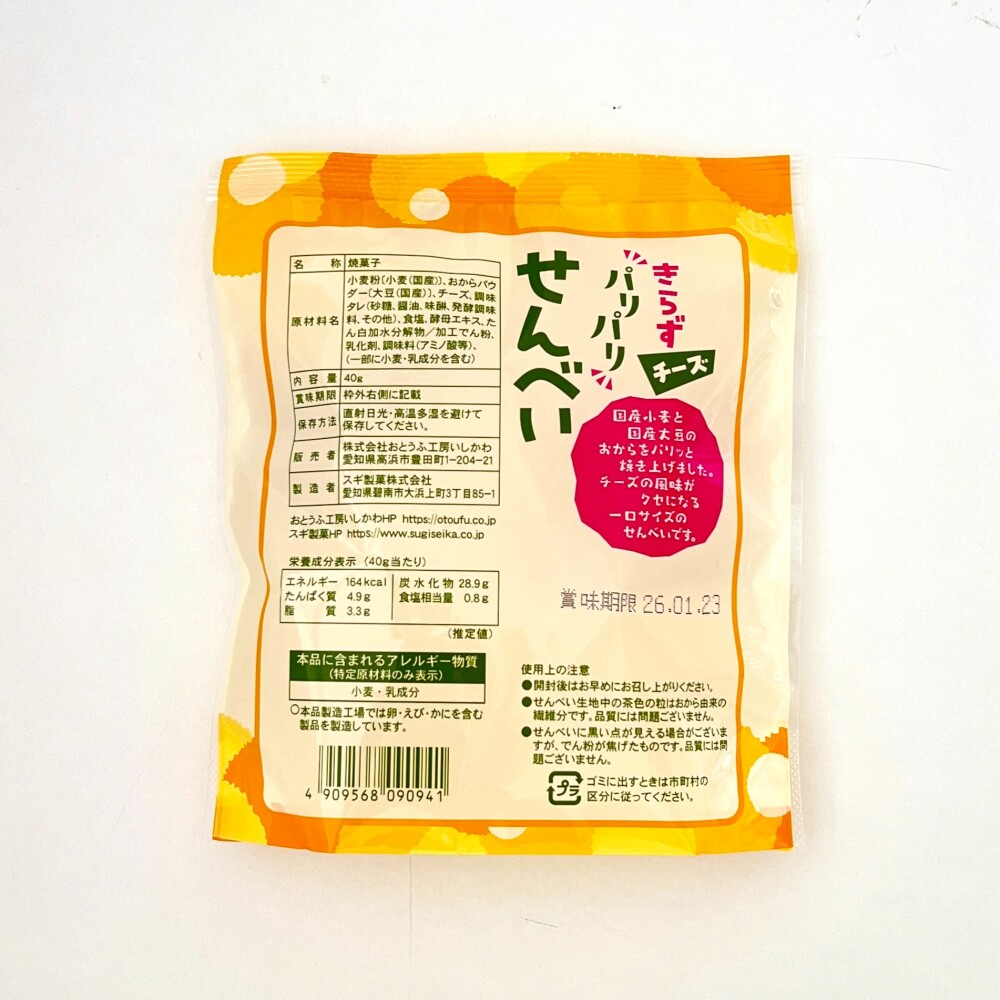 きらず
パリパリ
せんべい
チーズ
国産小麦と
国産大豆の
おからをパリッと
焼き上げました。
チーズの風味が
クセになる
一口サイズの
せんべいです。
名　称 焼菓子
原材料名 小麦粉〔小麦(国産)〕、おからパウ
ダー〔大豆(国産)〕、チーズ、調味
タレ(砂糖、醤油、味醂、発酵調味
料、その他)、食塩、酵母エキス、たん
白加水分解物／加工でん粉、
乳化剤、調味料(アミノ酸等)、
(一部に小麦・乳成分を含む)
内容量 40g
賞味期限 枠外右側に記載
保存方法 直射日光・高温多湿を避けて
保存してください。
販売者 株式会社おとうふ工房いしかわ
愛知県高浜市豊田町1-204-21
製造者 スギ製菓株式会社
愛知県碧南市大浜上町3丁目85-1
おとうふ工房いしかわHP https://otoufu.co.jp
スギ製菓HP https://www.sugiseika.co.jp
栄養成分表示 (40g当たり)
エネルギー 164kcal 炭水化物 28.9g
たんぱく質 4.9g 食塩相当量 0.8g
脂　質 3.3g
(推定値)
本品に含まれるアレルギー物質
(特定原材料のみ表示)
小麦・乳成分
○本品製造工場では卵・えび・かにを含む
製品を製造しています。
4 909568 090941
賞味期限 26.01.23
使用上の注意
●開封後はお早めにお召し上がりください。
●せんべい生地中の茶色の粒はおから由来の
繊維分です。品質には問題ございません。
●せんべいに黒い点が見える場合がございま
すが、でん粉が焦げたものです。品質には問
題ございません。
プラ
ゴミに出すときは市町村の
区分に従ってください。